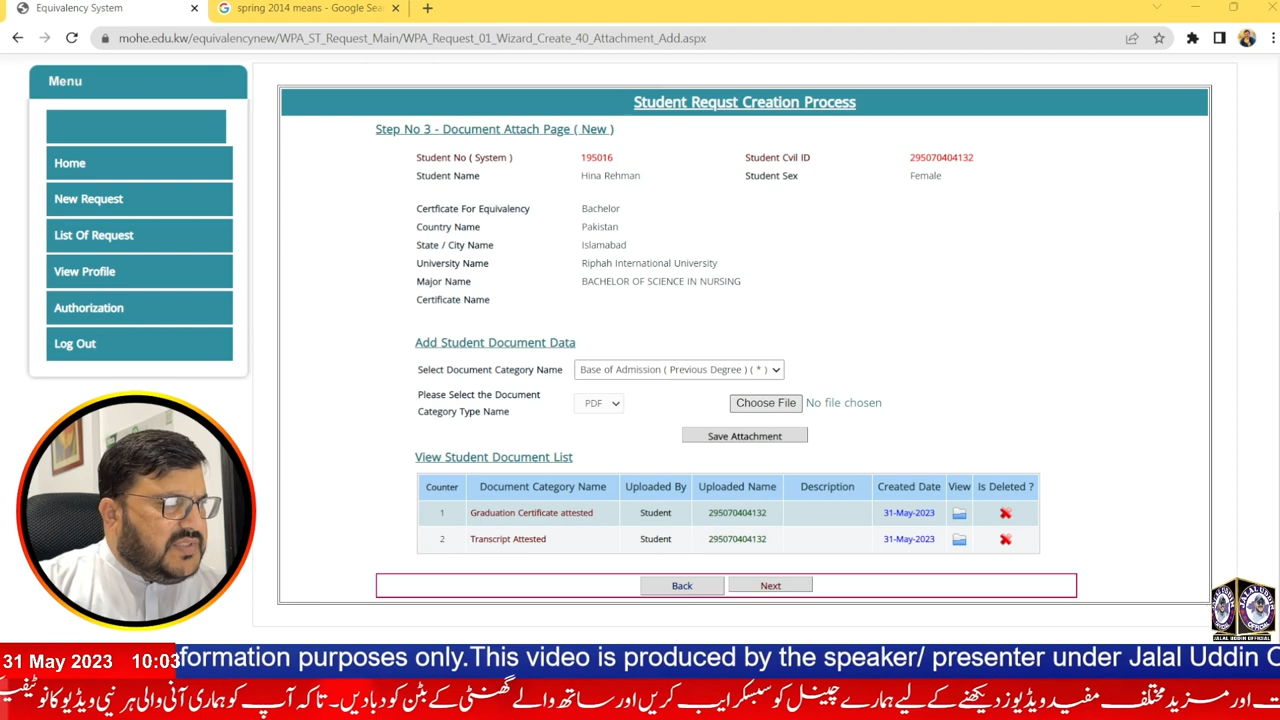 Equivalency System
spring 2014 means - Google Sea
mohe.edu.kw/equivalencynew/WPA_ST_Request_Main/WPA_Request_01_Wizard_Create_40_Attachment_Add.aspx
Menu
Home
New Request
List Of Request
View Profile
Authorization
Log Out
Student Requst Creation Process
Step No 3 - Document Attach Page ( New )
Student No ( System ) 195016 Student Cvil ID 295070404132
Student Name Hina Rehman Student Sex Female
Certficate For Equivalency Bachelor
Country Name Pakistan
State / City Name Islamabad
University Name Riphah International University
Major Name BACHELOR OF SCIENCE IN NURSING
Certificate Name
Add Student Document Data
Select Document Category Name Base of Admission ( Previous Degree ) ( * )
Please Select the Document
Category Type Name PDF Choose File No file chosen
Save Attachment
View Student Document List
Counter Document Category Name Uploaded By Uploaded Name Description Created Date View Is Deleted ?
1 Graduation Certificate attested Student 295070404132 31-May-2023
2 Transcript Attested Student 295070404132 31-May-2023
Back Next
JALAL UDDIN OFFICIAL
31 May 2023 10:03
formation purposes only.This video is produced by the speaker/ presenter under Jalal Uddin O
ت اور مزید مختلف مفید ویڈیوز دیکھنے کے لیے ہمارے چینل کو سبسکرایب کریں اور ساتھ والے گھنٹی کے بٹن کو دبا دیں۔ تاکہ آپ کو ہماری آنی والی ہر نیی ویڈیو کا نوٹیفیک